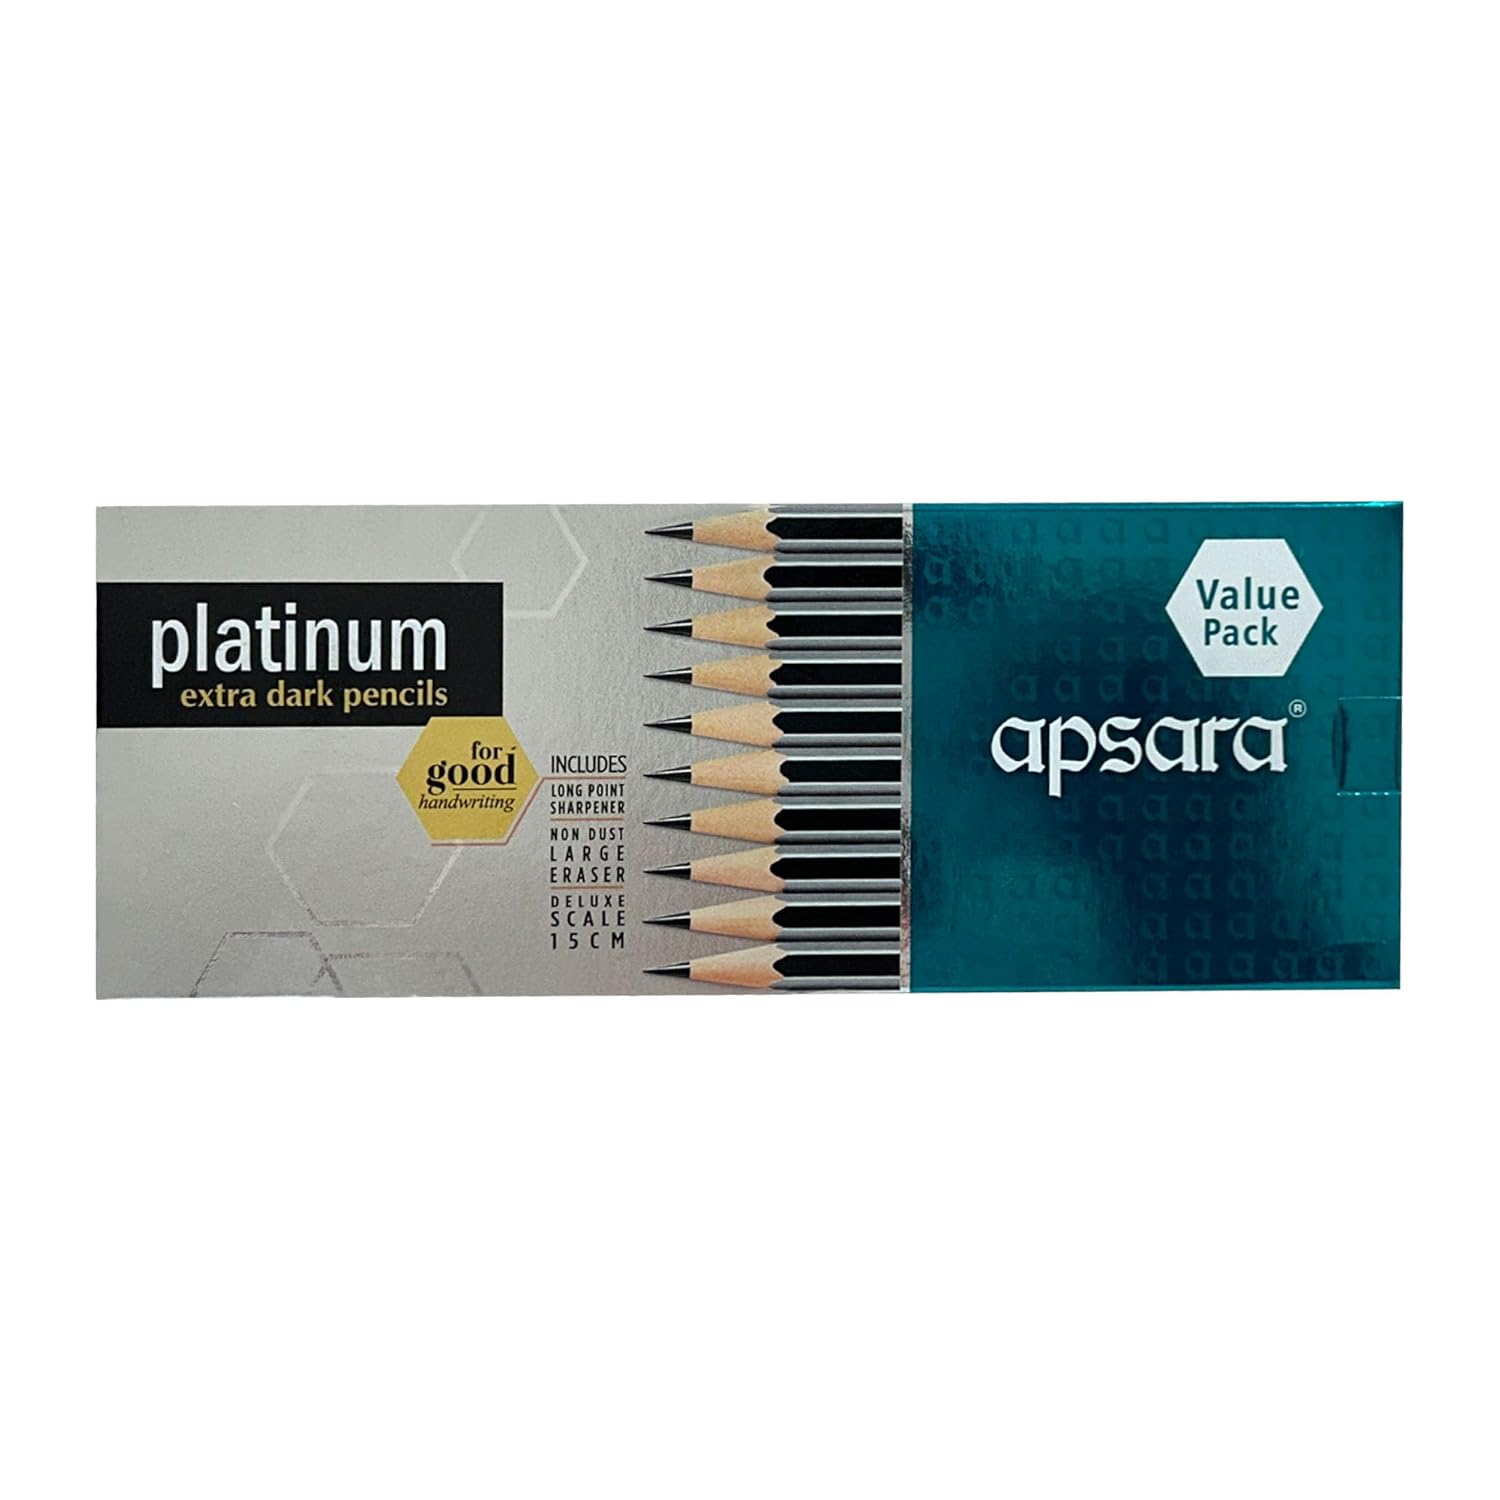 platinum
extra dark pencils
for
good
handwriting
INCLUDES
LONG POINT
SHARPENER
NON DUST
LARGE
ERASER
DELUXE
SCALE
15CM
Value
Pack
apsara®